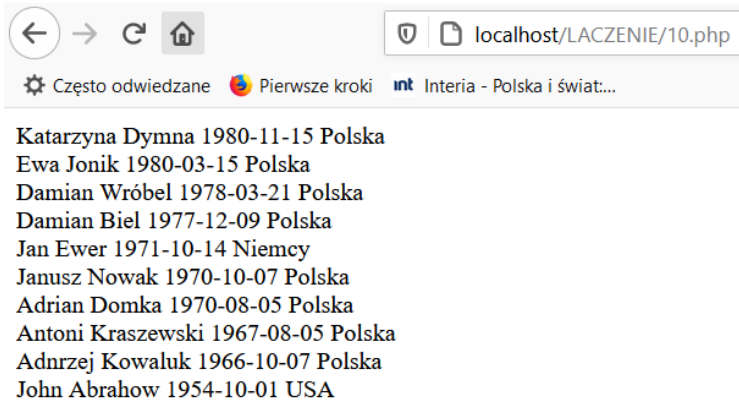 localhost/LACZENIE/10.php
Często odwiedzane Pierwsze kroki int Interia - Polska i świat:...
Katarzyna Dymna 1980-11-15 Polska
Ewa Jonik 1980-03-15 Polska
Damian Wróbel 1978-03-21 Polska
Damian Biel 1977-12-09 Polska
Jan Ewer 1971-10-14 Niemcy
Janusz Nowak 1970-10-07 Polska
Adrian Domka 1970-08-05 Polska
Antoni Kraszewski 1967-08-05 Polska
Adnrzej Kowaluk 1966-10-07 Polska
John Abrahow 1954-10-01 USA